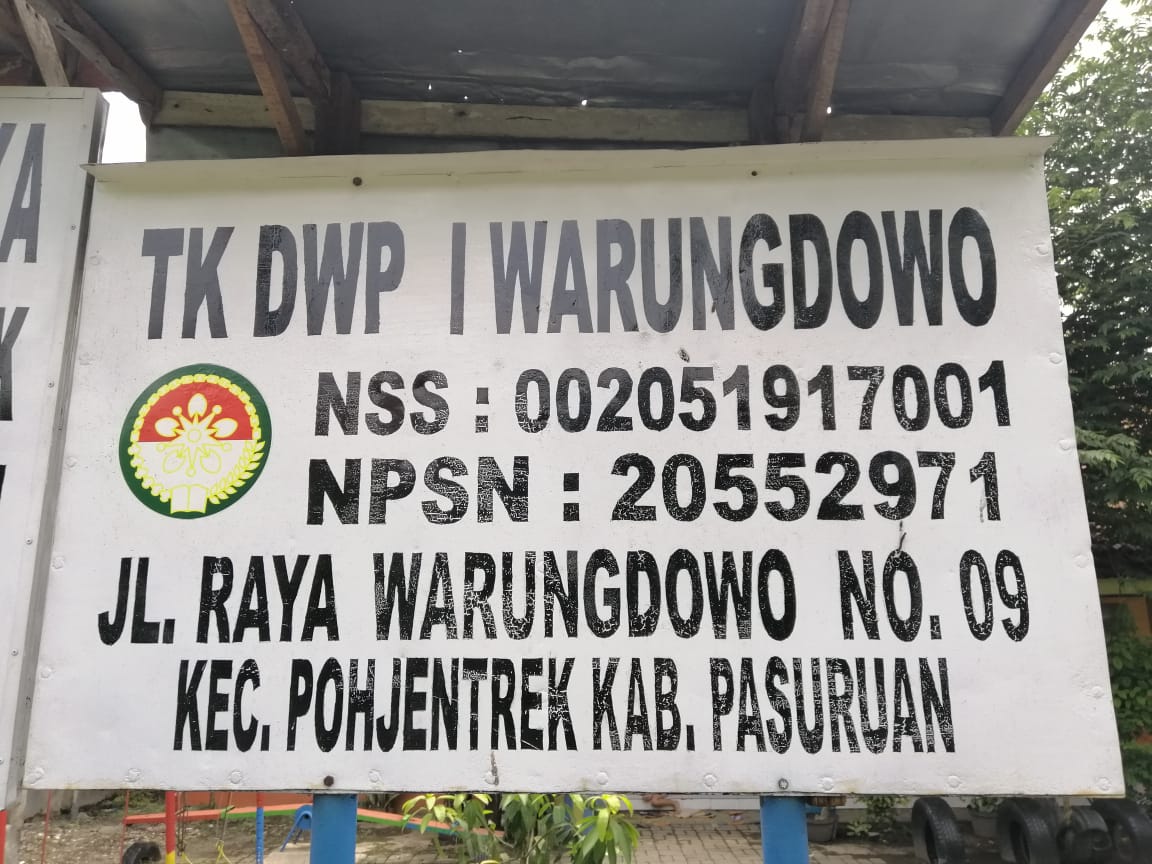 TK DWP I WARUNGDOWO
NSS : 002051917001
NPSN : 20552971
JL. RAYA WARUNGDOWO NO. 09
KEC. POHJENTREK KAB. PASURUAN